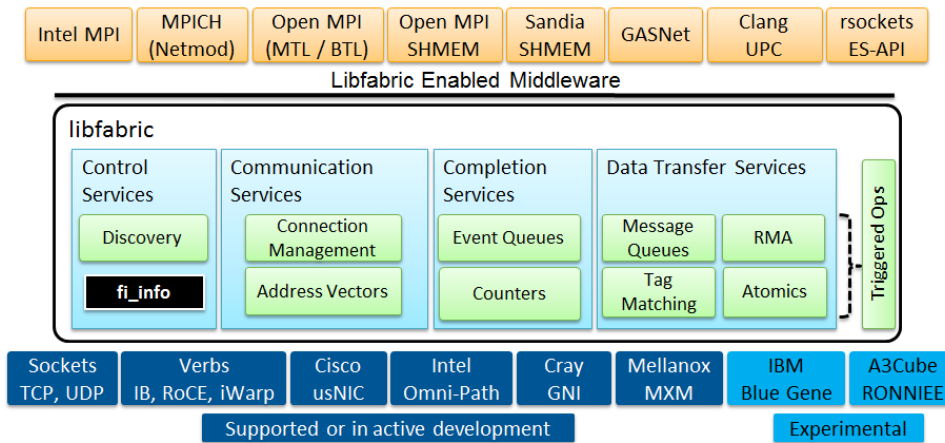 Intel MPI
MPICH
(Netmod)
Open MPI
(MTL / BTL)
Open MPI
SHMEM
Sandia
SHMEM
GASNet
Clang
UPC
rsockets
ES-API
Libfabric Enabled Middleware
libfabric
Control
Services
Discovery
fi_info
Communication
Services
Connection
Management
Address Vectors
Completion
Services
Event Queues
Counters
Data Transfer Services
Message
Queues
RMA
Tag
Matching
Atomics
Triggered Ops
Sockets
TCP, UDP
Verbs
IB, RoCE, iWarp
Cisco
usNIC
Intel
Omni-Path
Cray
GNI
Mellanox
MXM
IBM
Blue Gene
A3Cube
RONNIEE
Supported or in active development
Experimental